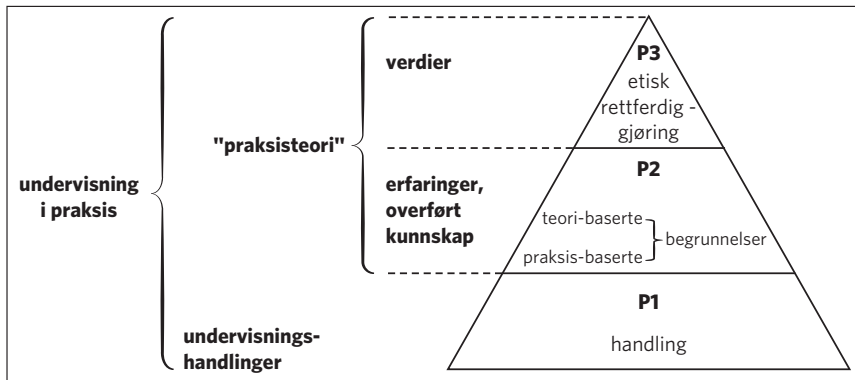 undervisning
i praksis
"praksisteori"
verdier
erfaringer,
overført
kunnskap
undervisnings-
handlinger
P3
etisk
rettferdig -
gjøring
P2
teori-baserte
begrunnelser
praksis-baserte
P1
handling